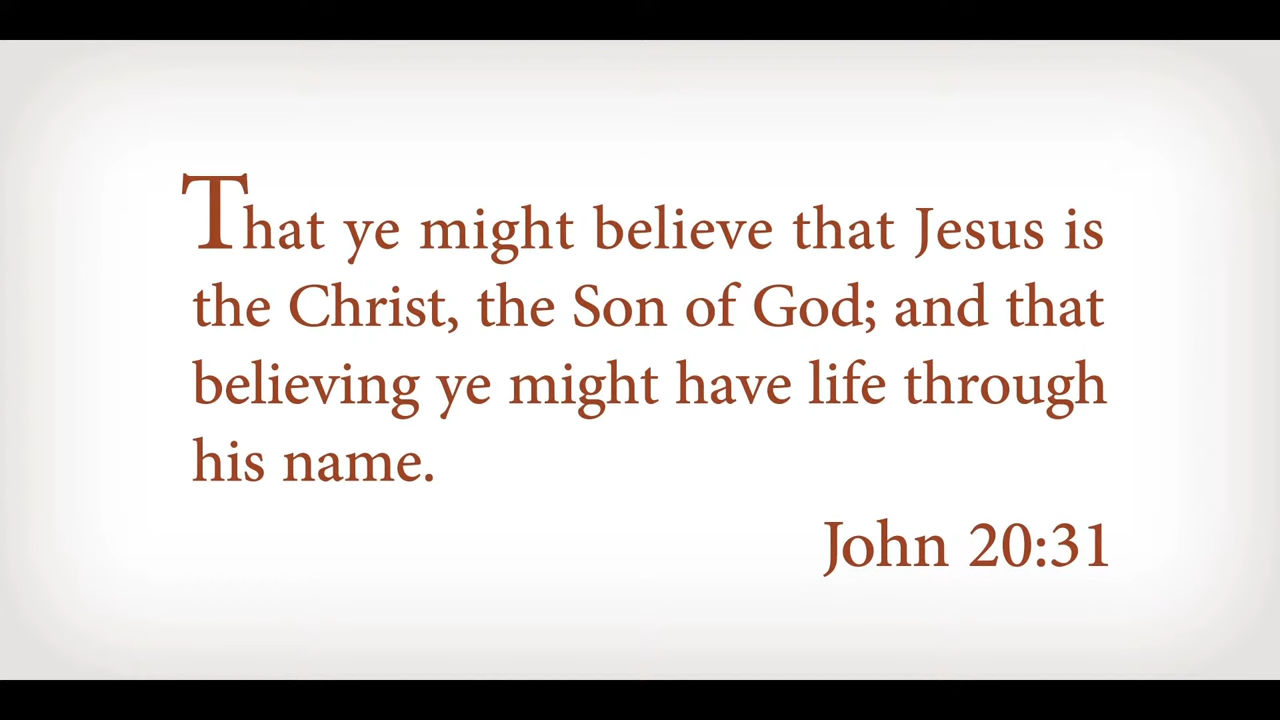 That ye might believe that Jesus is
the Christ, the Son of God; and that
believing ye might have life through
his name.
John 20:31